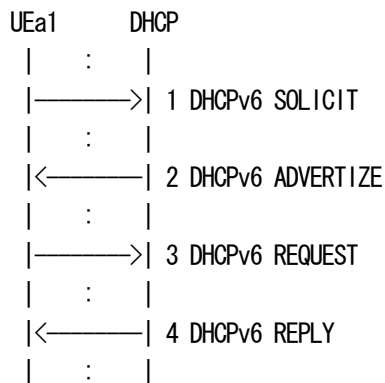 UEa1 DHCP
| : |
|--------->| 1 DHCPv6 SOLICIT
| : |
|<---------| 2 DHCPv6 ADVERTIZE
| : |
|--------->| 3 DHCPv6 REQUEST
| : |
|<---------| 4 DHCPv6 REPLY
| : |